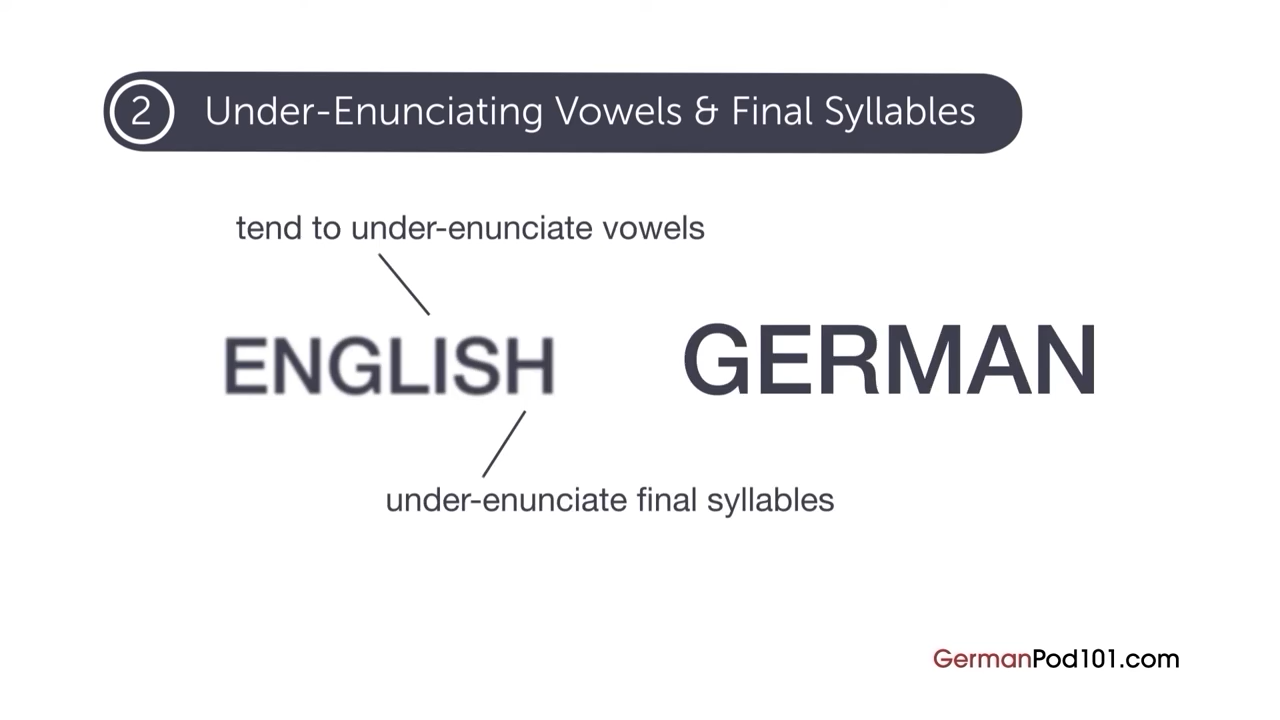 2 Under-Enunciating Vowels & Final Syllables
tend to under-enunciate vowels
ENGLISH GERMAN
under-enunciate final syllables
GermanPod101.com